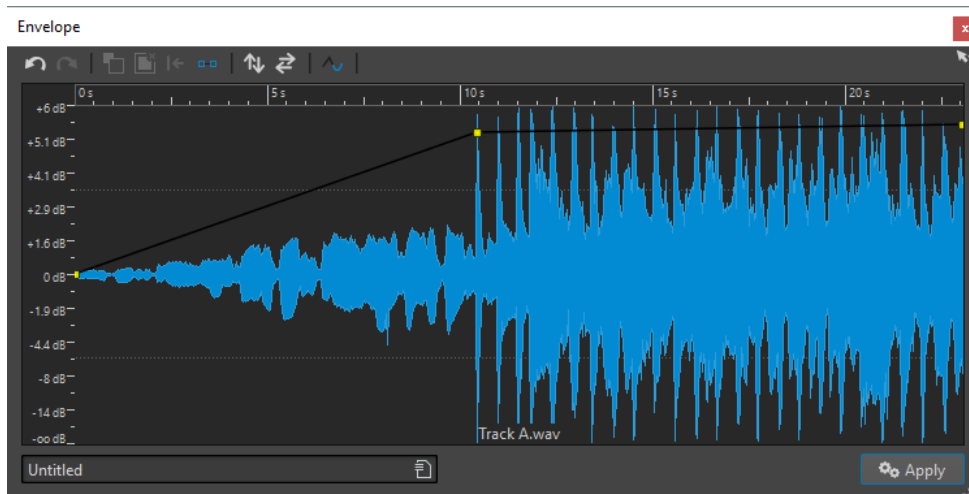 Envelope
x
0 s 5 s 10 s 15 s 20 s
+6 dB
+5.1 dB
+4.1 dB
+2.9 dB
+1.6 dB
0 dB
-1.9 dB
-4.4 dB
-8 dB
-14 dB
-oo dB
Track A.wav
Untitled
Apply